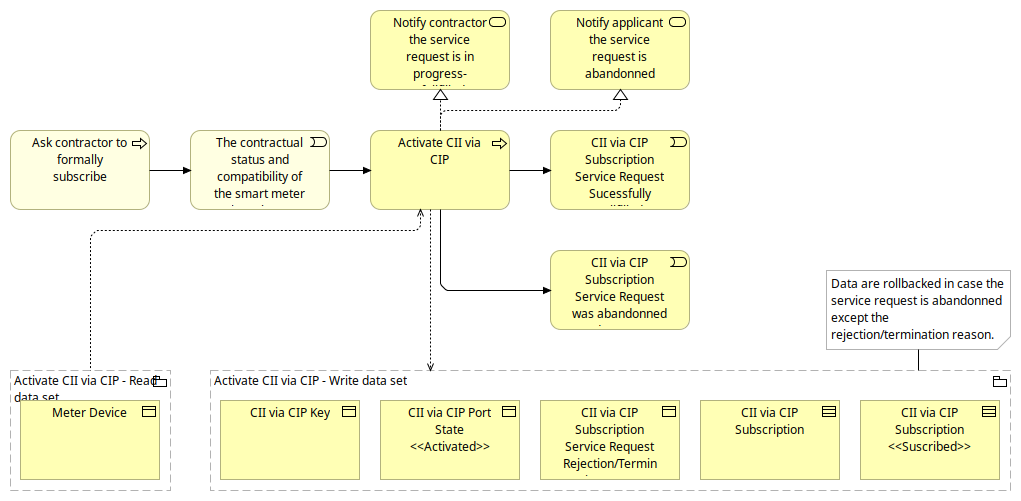 Notify contractor
the service
request is in
progress-
Notify applicant
the service
request is
abandonned
Ask contractor to
formally
subscribe
The contractual
status and
compatibility of
the smart meter
Activate CII via
CIP
CII via CIP
Subscription
Service Request
Sucessfully
CII via CIP
Subscription
Service Request
was abandonned
Data are rollbacked in case the
service request is abandonned
except the
rejection/termination reason.
Activate CII via CIP - Read
data set
Meter Device
Activate CII via CIP - Write data set
CII via CIP Key
CII via CIP Port
State
<<Activated>>
CII via CIP
Subscription
Service Request
Rejection/Termin
CII via CIP
Subscription
CII via CIP
Subscription
<<Suscribed>>